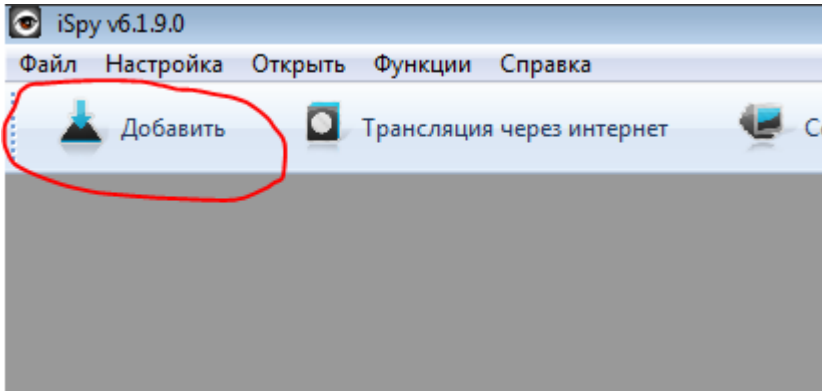 iSpy v6.1.9.0
Файл Настройка Открыть Функции Справка
Добавить Трансляция через интернет